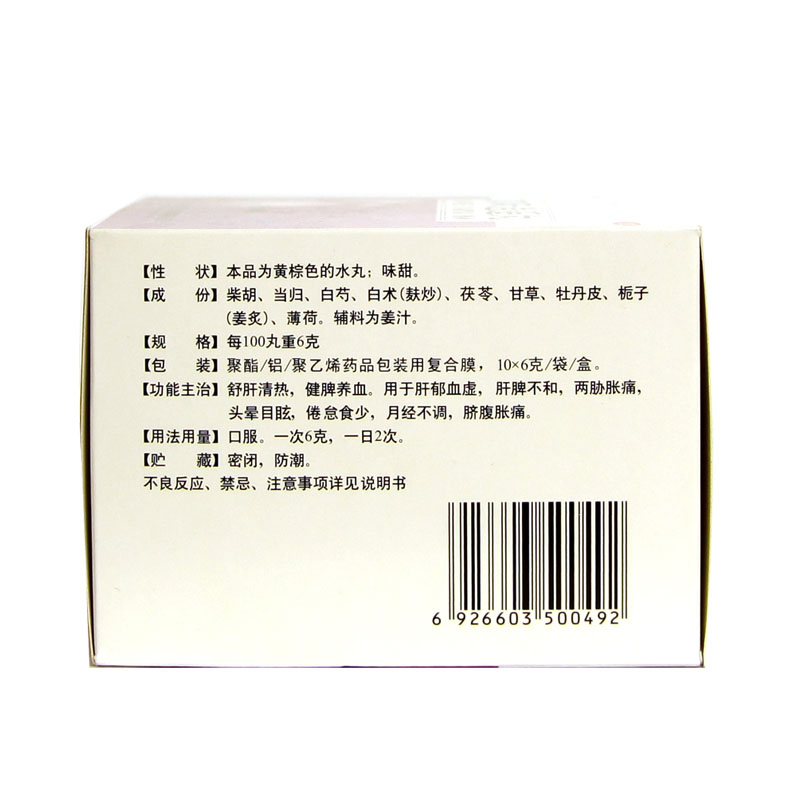 【性　状】本品为黄棕色的水丸；味甜。
【成　份】柴胡、当归、白芍、白术(麸炒)、茯苓、甘草、牡丹皮、栀子
(姜炙)、薄荷。辅料为姜汁。
【规　格】每100丸重6克
【包　装】聚酯/铝/聚乙烯药品包装用复合膜，10×6克/袋/盒。
【功能主治】舒肝清热，健脾养血。用于肝郁血虚，肝脾不和，两胁胀痛，
头晕目眩，倦怠食少，月经不调，脐腹胀痛。
【用法用量】口服。一次6克，一日2次。
【贮　藏】密闭，防潮。
不良反应、禁忌、注意事项详见说明书
6 926603 500492